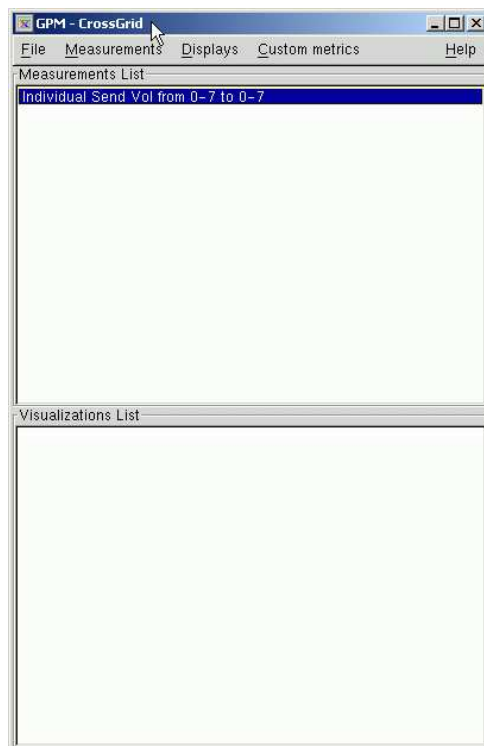 GPM - CrossGrid
File Measurements Displays Custom metrics Help
Measurements List
Individual Send Vol from 0-7 to 0-7
Visualizations List